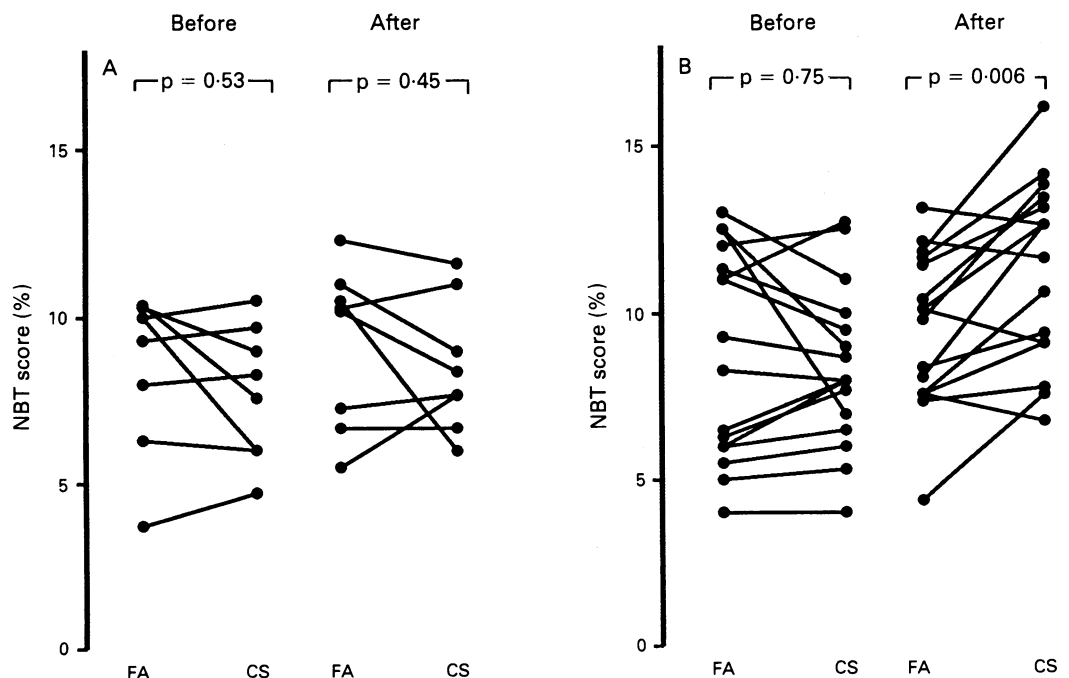 Before After
A
p = 0·53 p = 0·45
15
10
5
0
NBT score (%)
FA CS FA CS
Before After
B
p = 0·75 p = 0·006
15
10
5
0
NBT score (%)
FA CS FA CS